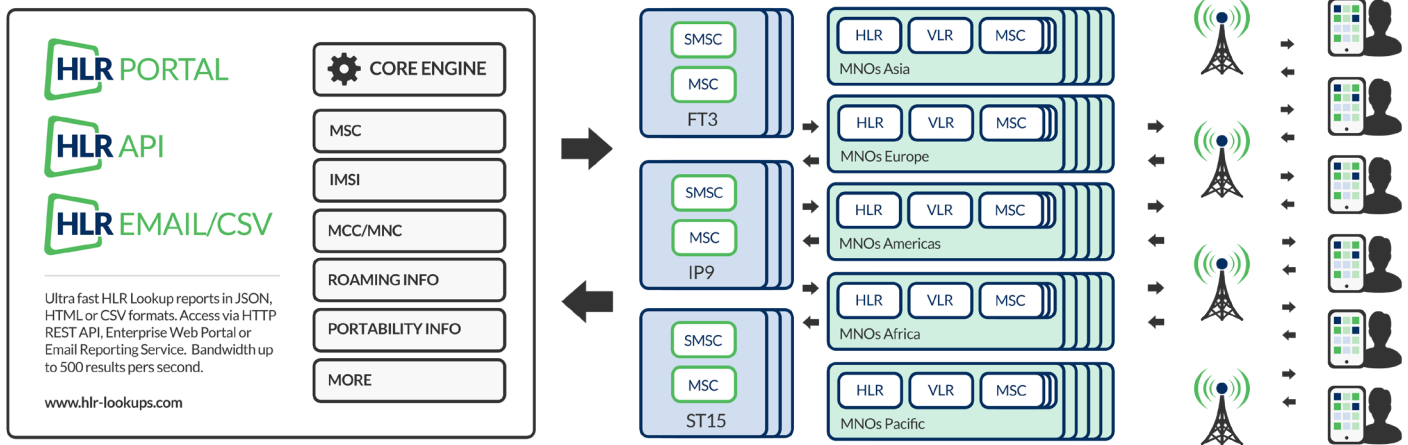 HLR PORTAL
HLR API
HLR EMAIL/CSV
Ultra fast HLR Lookup reports in JSON,
HTML or CSV formats. Access via HTTP
REST API, Enterprise Web Portal or
Email Reporting Service. Bandwidth up
to 500 results pers second.
www.hlr-lookups.com
CORE ENGINE
MSC
IMSI
MCC/MNC
ROAMING INFO
PORTABILITY INFO
MORE
SMSC
MSC
FT3
SMSC
MSC
IP9
SMSC
MSC
ST15
HLR VLR MSC
MNOs Asia
HLR VLR MSC
MNOs Europe
HLR VLR MSC
MNOs Americas
HLR VLR MSC
MNOs Africa
HLR VLR MSC
MNOs Pacific